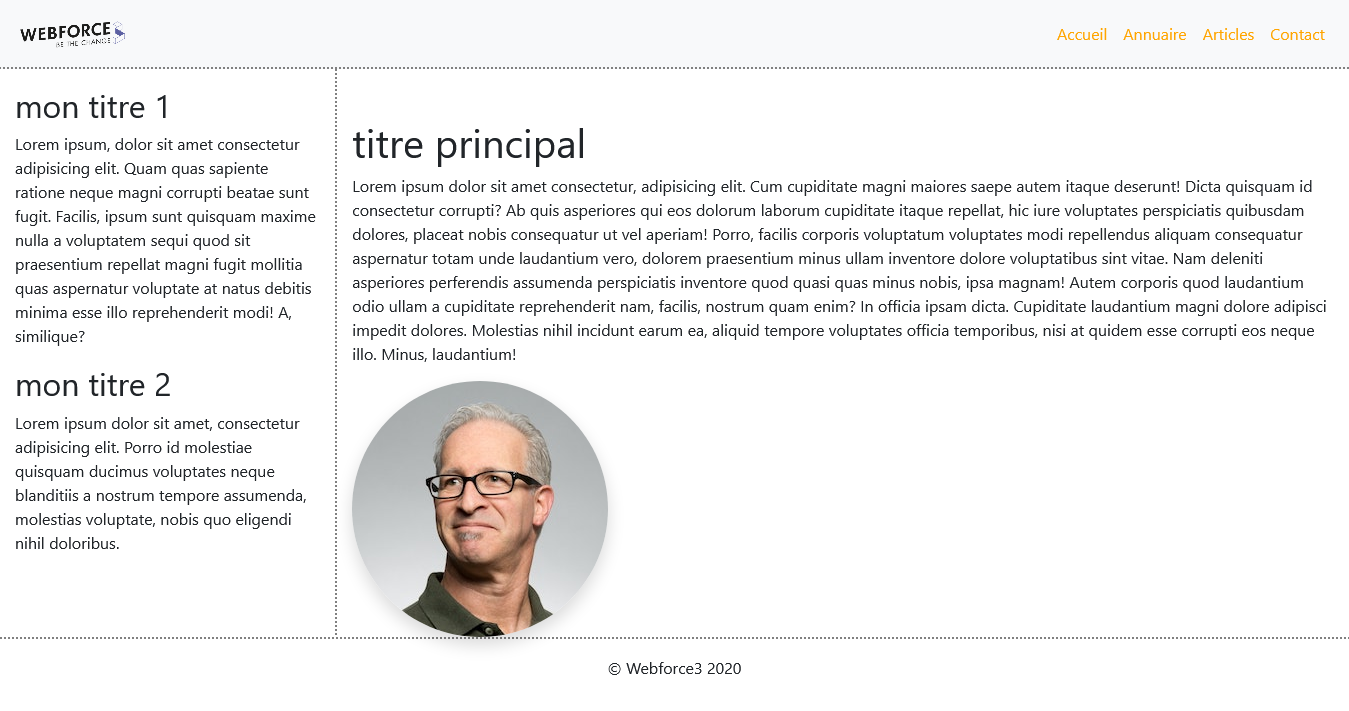 WEBFORCE
BE THE CHANGE
Accueil Annuaire Articles Contact
mon titre 1
Lorem ipsum, dolor sit amet consectetur
adipisicing elit. Quam quas sapiente
ratione neque magni corrupti beatae sunt
fugit. Facilis, ipsum sunt quisquam maxime
nulla a voluptatem sequi quod sit
praesentium repellat magni fugit mollitia
quas aspernatur voluptate at natus debitis
minima esse illo reprehenderit modi! A,
similique?
mon titre 2
Lorem ipsum dolor sit amet, consectetur
adipisicing elit. Porro id molestiae
quisquam ducimus voluptates neque
blanditiis a nostrum tempore assumenda,
molestias voluptate, nobis quo eligendi
nihil doloribus.
titre principal
Lorem ipsum dolor sit amet consectetur, adipisicing elit. Cum cupiditate magni maiores saepe autem itaque deserunt! Dicta quisquam id
consectetur corrupti? Ab quis asperiores qui eos dolorum laborum cupiditate itaque repellat, hic iure voluptates perspiciatis quibusdam
dolores, placeat nobis consequatur ut vel aperiam! Porro, facilis corporis voluptatum voluptates modi repellendus aliquam consequatur
aspernatur totam unde laudantium vero, dolorem praesentium minus ullam inventore dolore voluptatibus sint vitae. Nam deleniti
asperiores perferendis assumenda perspiciatis inventore quod quasi quas minus nobis, ipsa magnam! Autem corporis quod laudantium
odio ullam a cupiditate reprehenderit nam, facilis, nostrum quam enim? In officia ipsam dicta. Cupiditate laudantium magni dolore adipisci
impedit dolores. Molestias nihil incidunt earum ea, aliquid tempore voluptates officia temporibus, nisi at quidem esse corrupti eos neque
illo. Minus, laudantium!
© Webforce3 2020